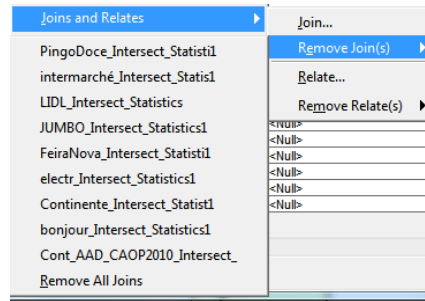 Joins and Relates
PingoDoce_Intersect_Statisti1
intermarché_Intersect_Statis1
LIDL_Intersect_Statistics
JUMBO_Intersect_Statistics1
FeiraNova_Intersect_Statisti1
electr_Intersect_Statistics1
Continente_Intersect_Statist1
bonjour_Intersect_Statistics1
Cont_AAD_CAOP2010_Intersect_
Remove All Joins
Join...
Remove Join(s)
Relate...
Remove Relate(s)
<Null>
<Null>
<Null>
<Null>
<Null>
<Null>
<Null>